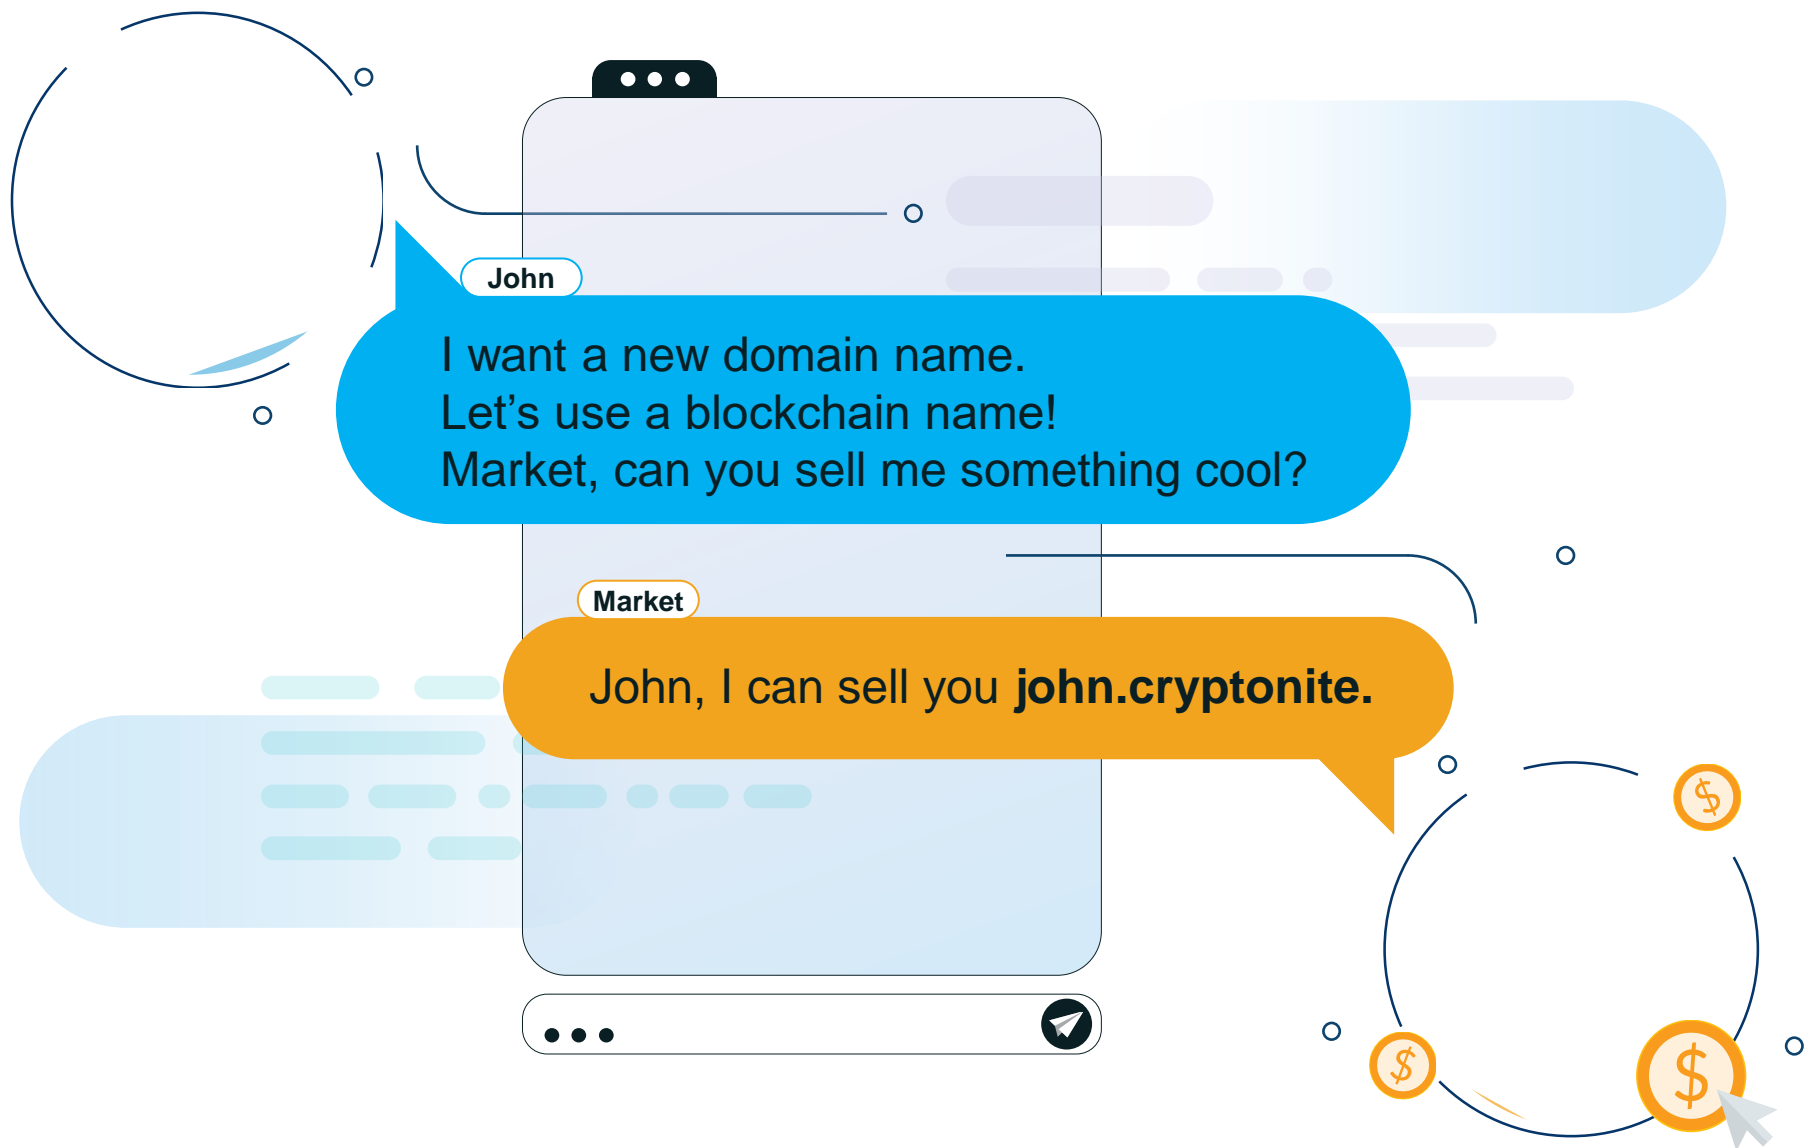 John
I want a new domain name.
Let’s use a blockchain name!
Market, can you sell me something cool?
Market
John, I can sell you john.cryptonite.
$
$
$